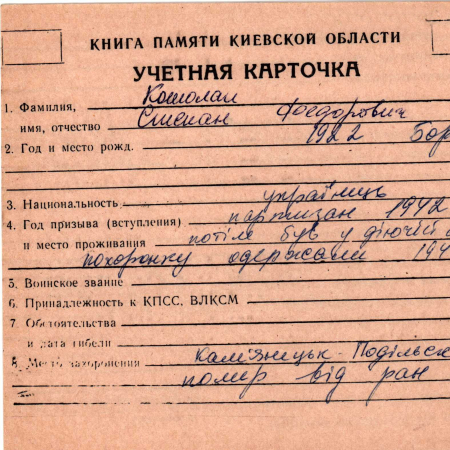 КНИГА ПАМЯТИ КИЕВСКОЙ ОБЛАСТИ
УЧЕТНАЯ КАРТОЧКА
1. Фамилия,
имя, отчество Степан Федорович
2. Год и место рожд. 1922 Бор
3. Национальность українець
4. Год призыва (вступления) партизан 1942
и место проживания потім був у діючій
похоронку одержали 194
5. Воинское звание
6. Принадлежность к КПСС, ВЛКСМ
7. Обстоятельства
и дата гибели
8. Место захоронения Кам'янецьк-Подільськ
помер від ран